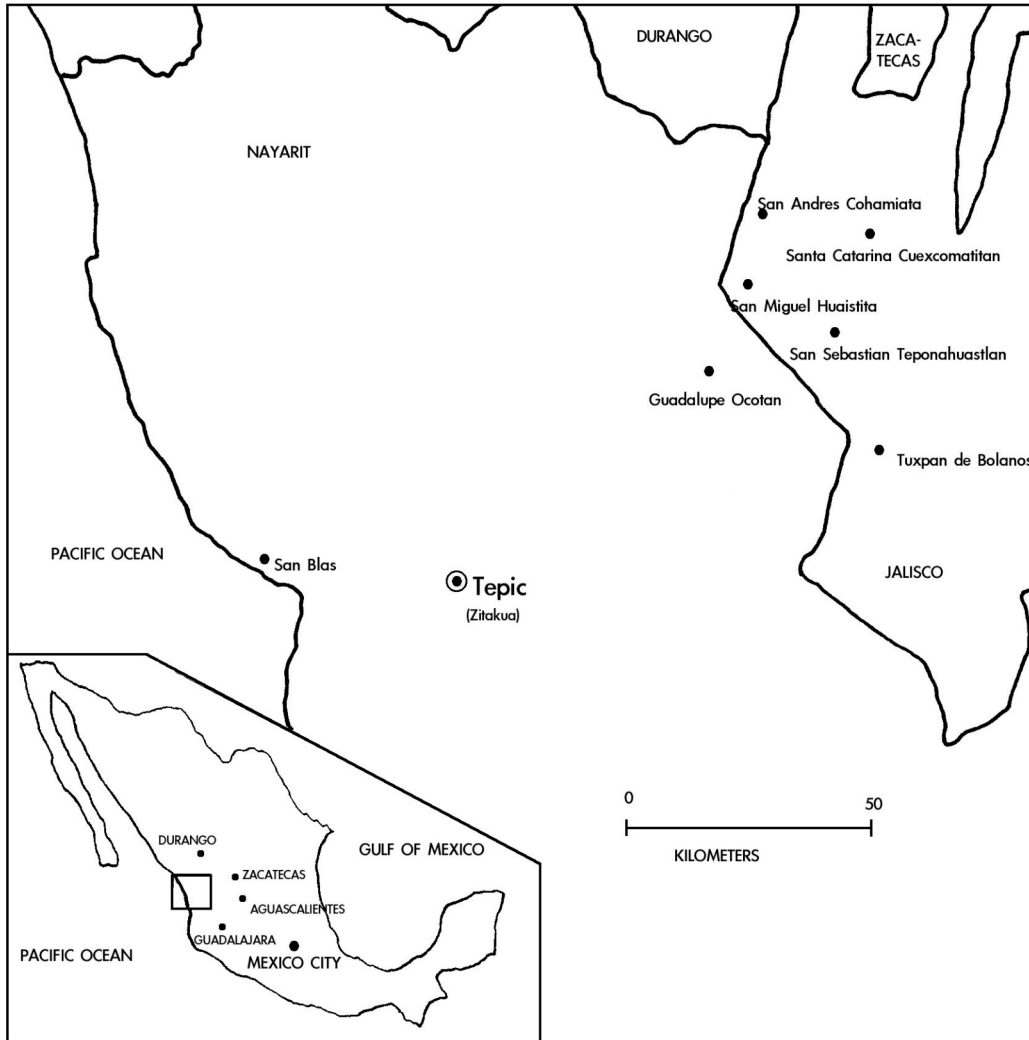 DURANGO
ZACA-
TECAS
NAYARIT
San Andres Cohamiata
Santa Catarina Cuexcomatitan
San Miguel Huaistita
San Sebastian Teponahuastlan
Guadalupe Ocotan
Tuxpan de Bolanos
PACIFIC OCEAN
San Blas
Tepic
(Zitakua)
JALISCO
0 50
KILOMETERS
DURANGO
GULF OF MEXICO
ZACATECAS
AGUASCALIENTES
GUADALAJARA
PACIFIC OCEAN
MEXICO CITY